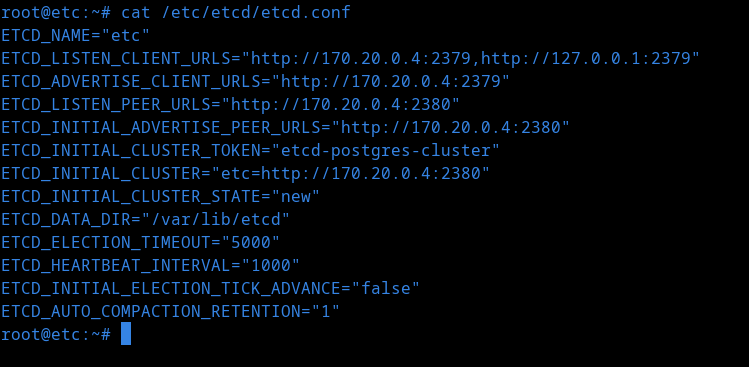 root@etc:~# cat /etc/etcd/etcd.conf
ETCD_NAME="etc"
ETCD_LISTEN_CLIENT_URLS="http://170.20.0.4:2379,http://127.0.0.1:2379"
ETCD_ADVERTISE_CLIENT_URLS="http://170.20.0.4:2379"
ETCD_LISTEN_PEER_URLS="http://170.20.0.4:2380"
ETCD_INITIAL_ADVERTISE_PEER_URLS="http://170.20.0.4:2380"
ETCD_INITIAL_CLUSTER_TOKEN="etcd-postgres-cluster"
ETCD_INITIAL_CLUSTER="etc=http://170.20.0.4:2380"
ETCD_INITIAL_CLUSTER_STATE="new"
ETCD_DATA_DIR="/var/lib/etcd"
ETCD_ELECTION_TIMEOUT="5000"
ETCD_HEARTBEAT_INTERVAL="1000"
ETCD_INITIAL_ELECTION_TICK_ADVANCE="false"
ETCD_AUTO_COMPACTION_RETENTION="1"
root@etc:~#